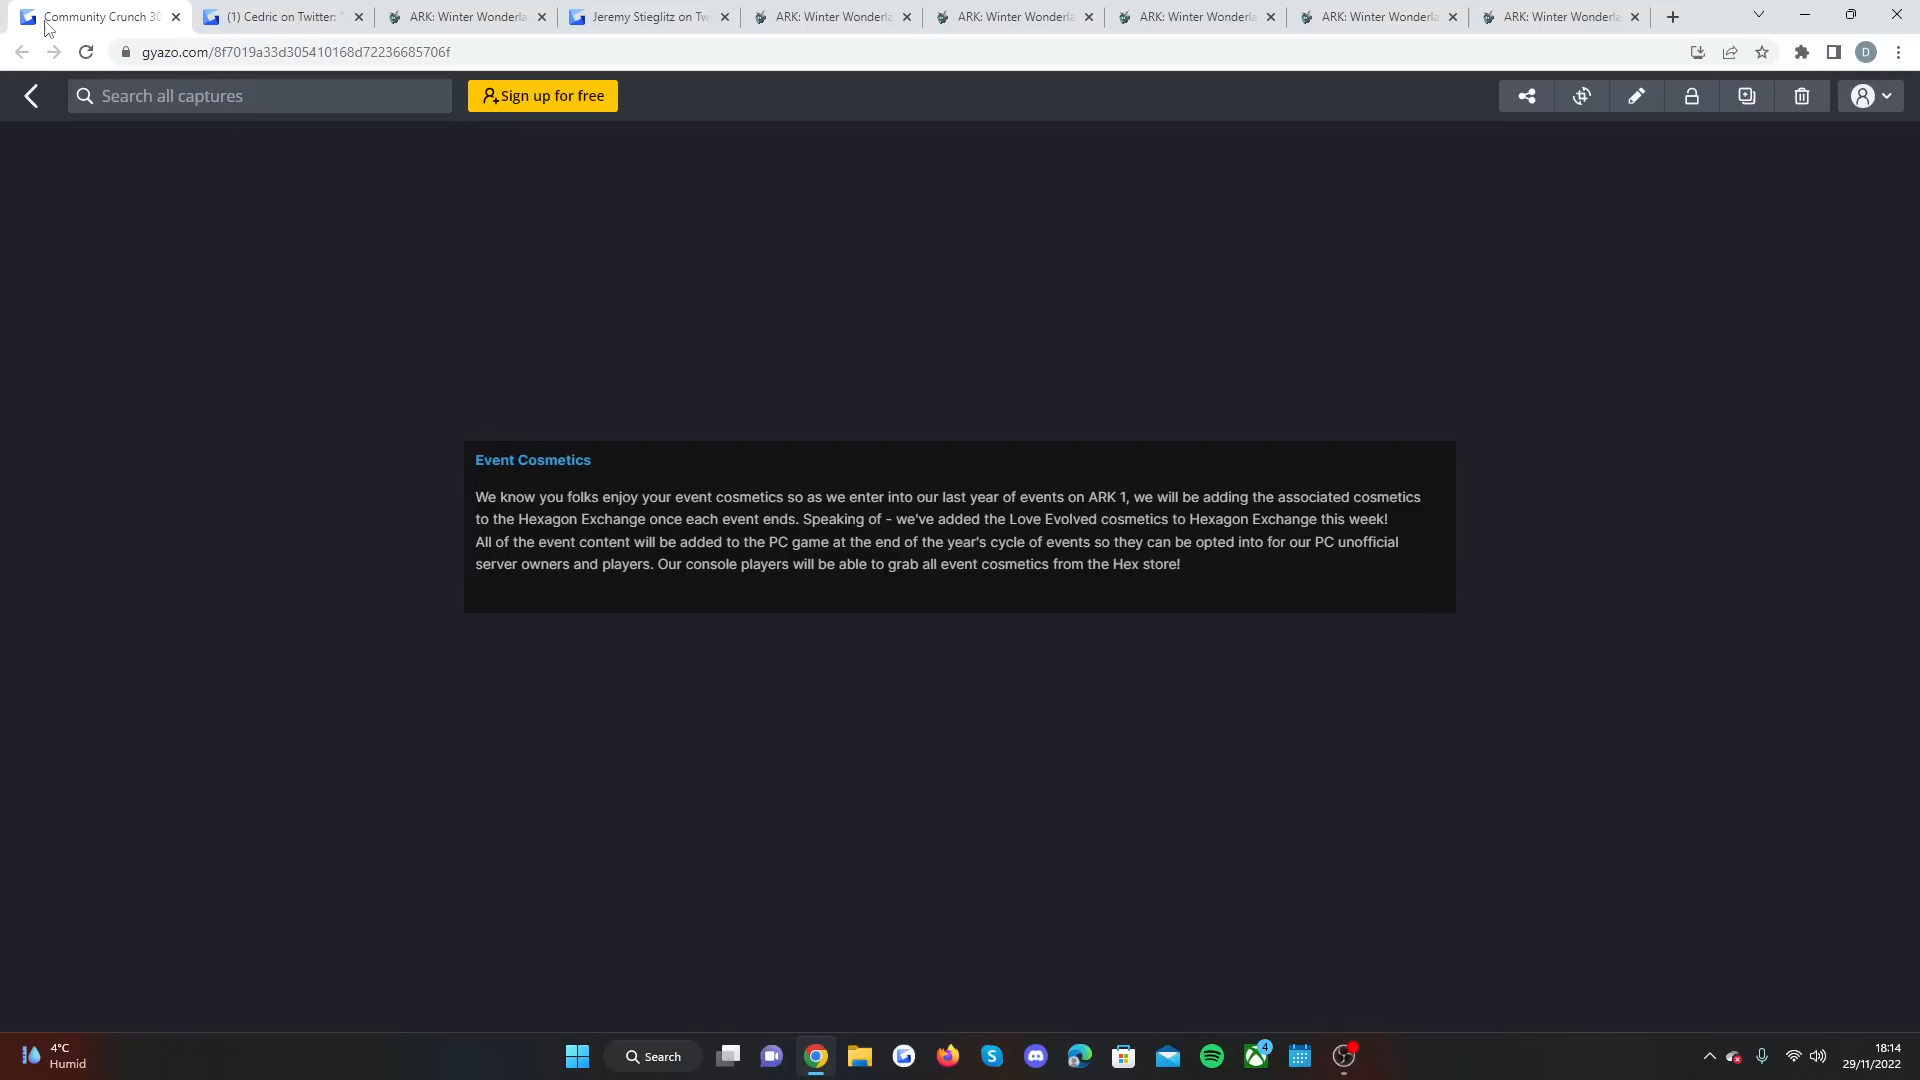 Community Crunch 30
(1) Cedric on Twitter: "
ARK: Winter Wonderla
Jeremy Stieglitz on Tw
ARK: Winter Wonderla
ARK: Winter Wonderla
ARK: Winter Wonderla
ARK: Winter Wonderla
ARK: Winter Wonderla
gyazo.com/8f7019a33d305410168d72236685706f
D
Search all captures
Sign up for free
Event Cosmetics
We know you folks enjoy your event cosmetics so as we enter into our last year of events on ARK 1, we will be adding the associated cosmetics
to the Hexagon Exchange once each event ends. Speaking of - we've added the Love Evolved cosmetics to Hexagon Exchange this week!
All of the event content will be added to the PC game at the end of the year's cycle of events so they can be opted into for our PC unofficial
server owners and players. Our console players will be able to grab all event cosmetics from the Hex store!
4°C
Humid
Search
4
18:14
29/11/2022